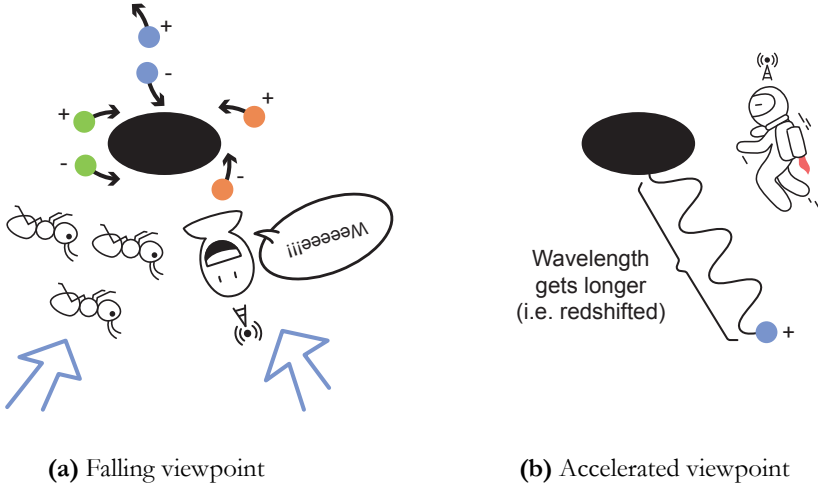 +
-
+
+
-
-
Weeeee!!!
(a) Falling viewpoint
Wavelength
gets longer
(i.e. redshifted)
+
(b) Accelerated viewpoint